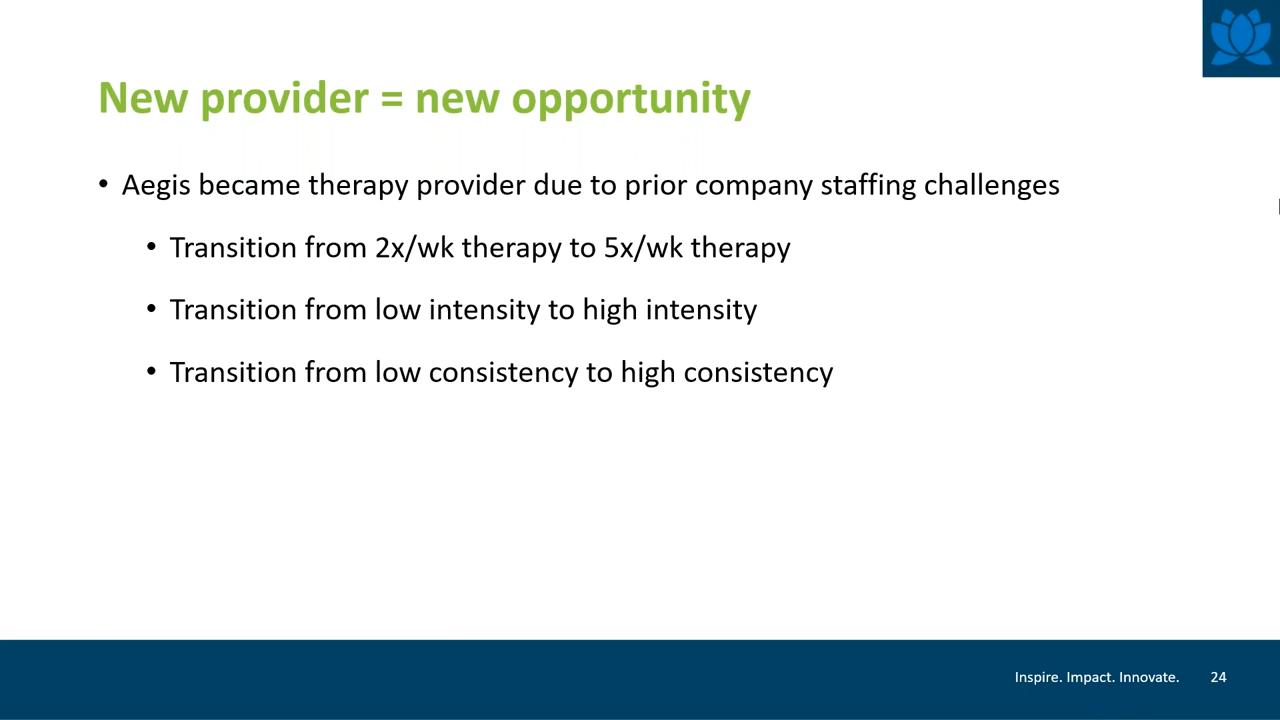 New provider = new opportunity
• Aegis became therapy provider due to prior company staffing challenges
• Transition from 2x/wk therapy to 5x/wk therapy
• Transition from low intensity to high intensity
• Transition from low consistency to high consistency
Inspire. Impact. Innovate. 24